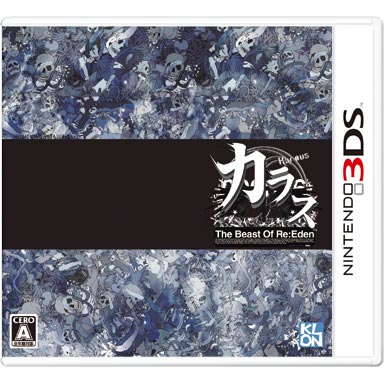 Karous
カラス
The Beast Of Re:Eden
NINTENDO 3DS
CERO
A
KLON